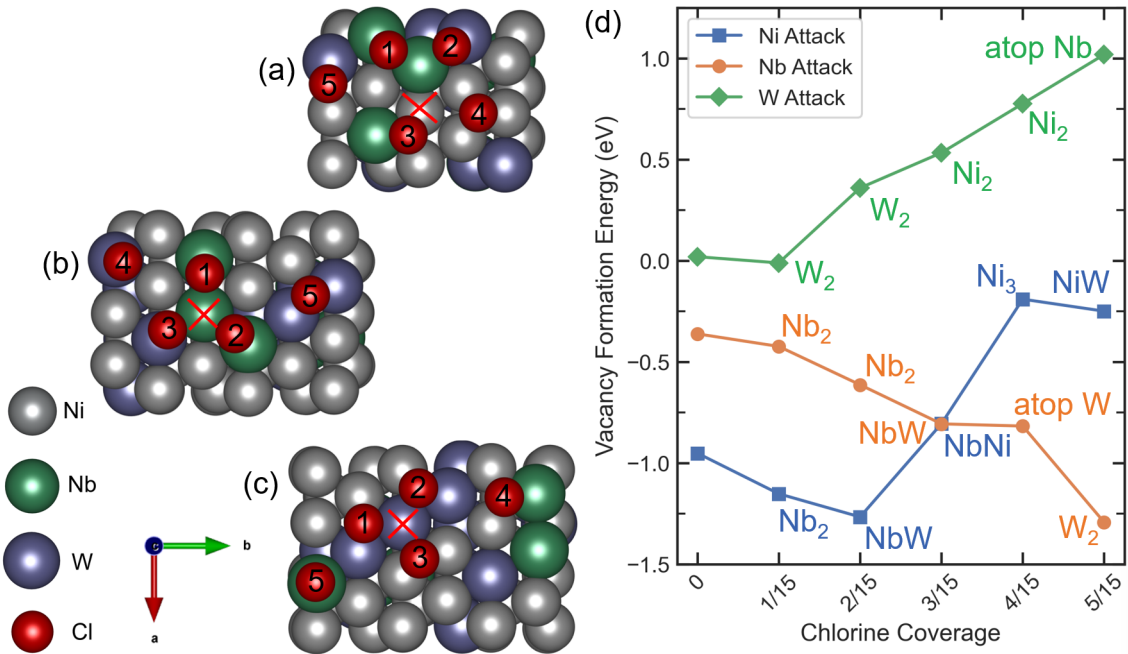 (a)
1
2
5
4
3
(b)
4
1
5
3
2
(c)
2
4
1
3
5
Ni
Nb
W
Cl
c
b
a
(d)
Ni Attack
Nb Attack
W Attack
Vacancy Formation Energy (eV)
1.0
0.5
0.0
−0.5
−1.0
−1.5
atop Nb
Ni₂
Ni₂
W₂
W₂
Ni₃
NiW
Nb₂
Nb₂
NbW
atop W
W₂
NbNi
Nb₂
NbW
0
1/15
2/15
3/15
4/15
5/15
Chlorine Coverage